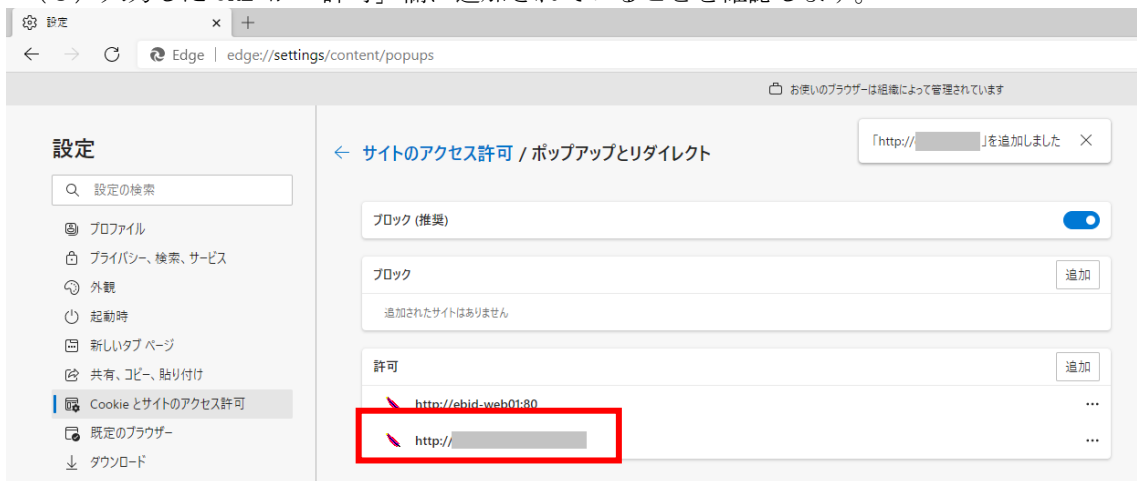 設定
Edge | edge://settings/content/popups
お使いのブラウザーは組織によって管理されています
設定
設定の検索
プロファイル
プライバシー、検索、サービス
外観
起動時
新しいタブ ページ
共有、コピー、貼り付け
Cookie とサイトのアクセス許可
既定のブラウザー
ダウンロード
サイトのアクセス許可 / ポップアップとリダイレクト
「http:// 」を追加しました
ブロック (推奨)
ブロック
追加
追加されたサイトはありません
許可
追加
http://ebid-web01:80
http://